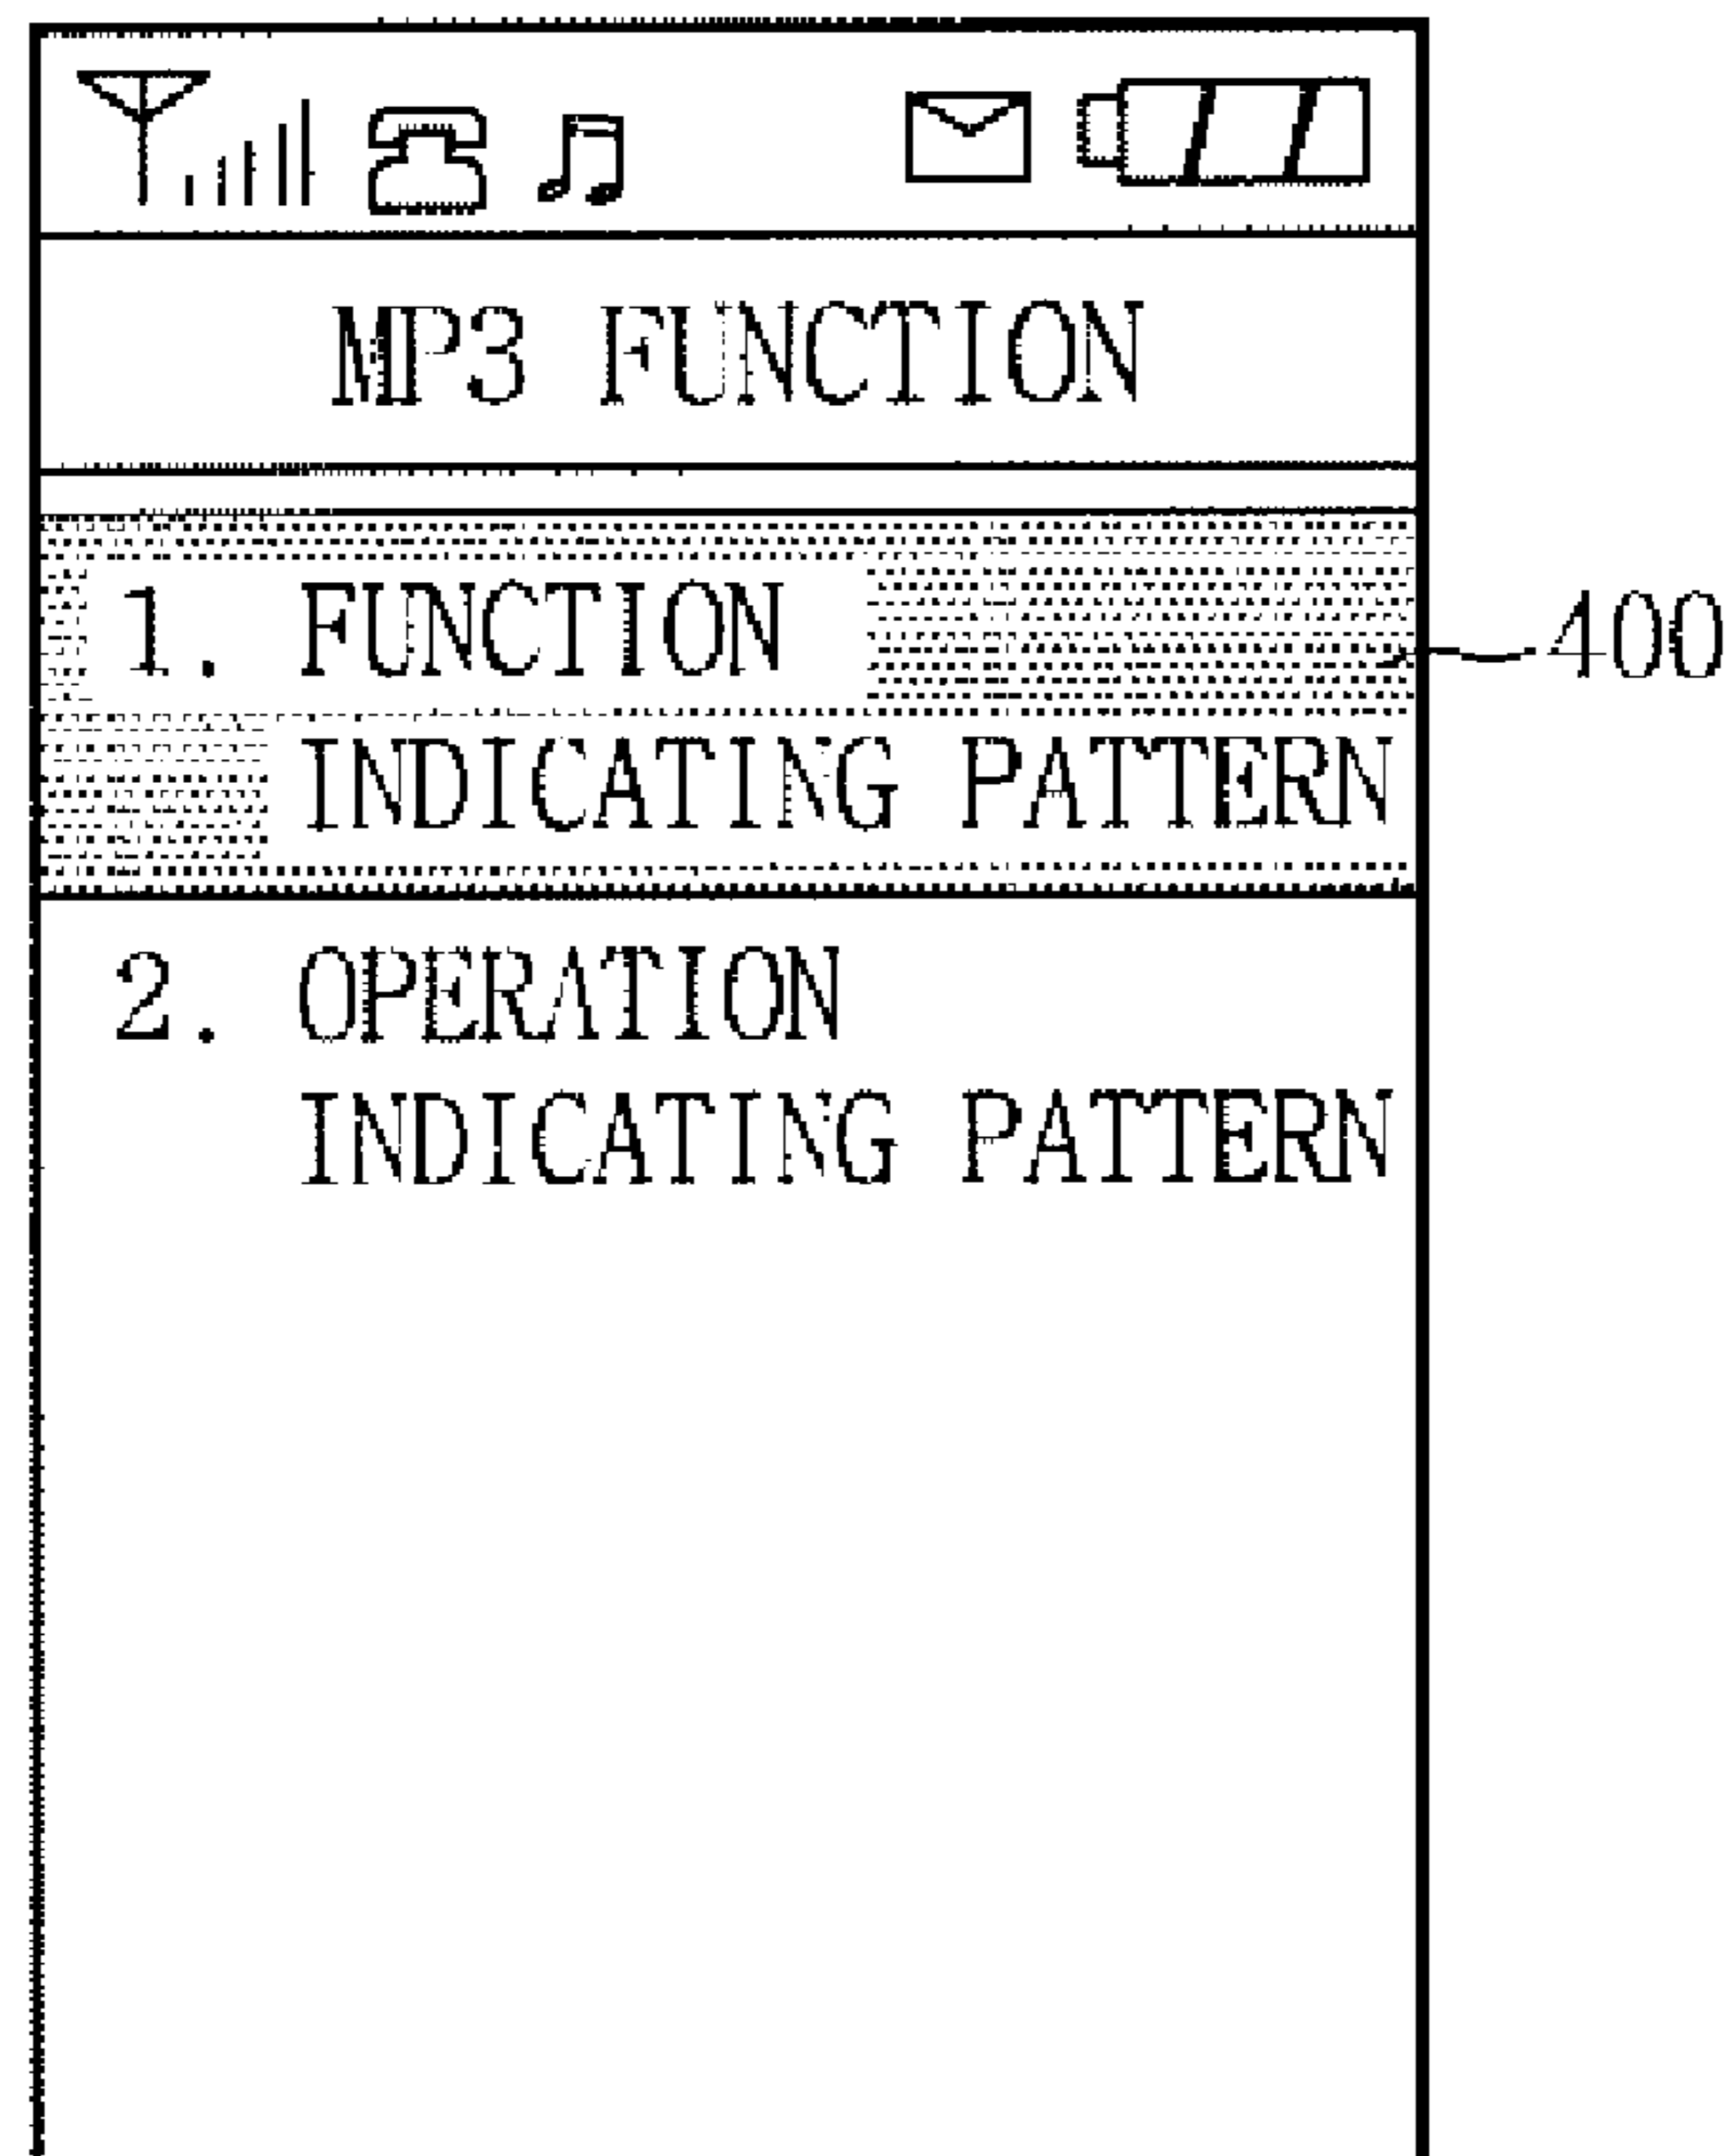 MP3 FUNCTION
1. FUNCTION
INDICATING PATTERN
400
2. OPERATION
INDICATING PATTERN